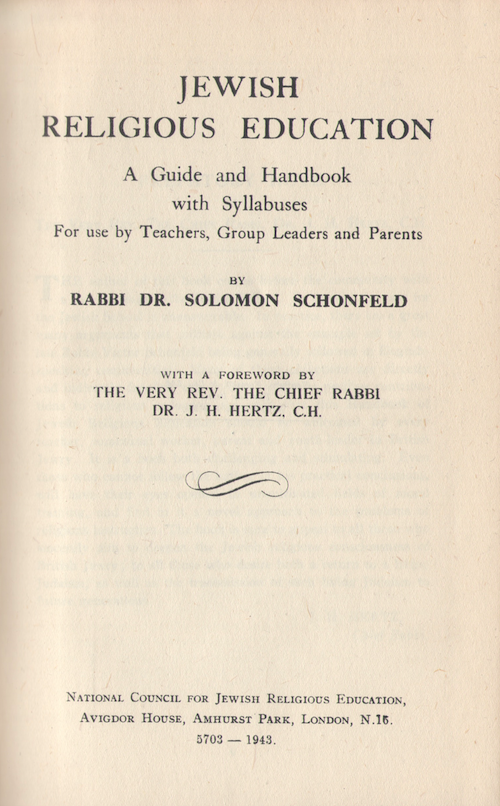 JEWISH
RELIGIOUS EDUCATION
A Guide and Handbook
with Syllabuses
For use by Teachers, Group Leaders and Parents
BY
RABBI DR. SOLOMON SCHONFELD
WITH A FOREWORD BY
THE VERY REV. THE CHIEF RABBI
DR. J. H. HERTZ, C.H.
NATIONAL COUNCIL FOR JEWISH RELIGIOUS EDUCATION,
AVIGDOR HOUSE, AMHURST PARK, LONDON, N.16.
5703 — 1943.